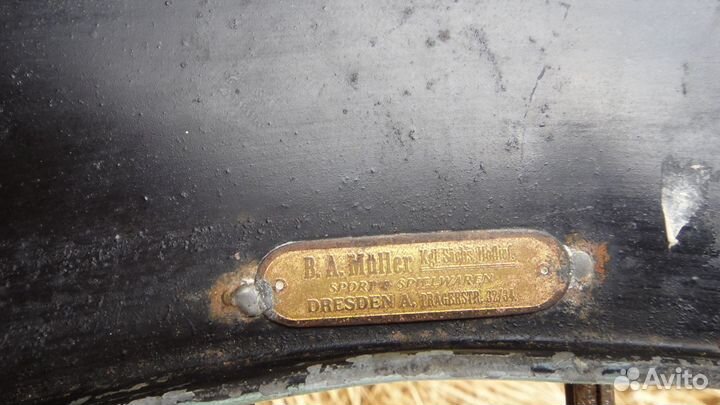 B. A. Müller Kgl. Sächs. Hoflief.
SPORT & SPIELWAREN
DRESDEN A. PRAGERSTR. 32/34.
Avito